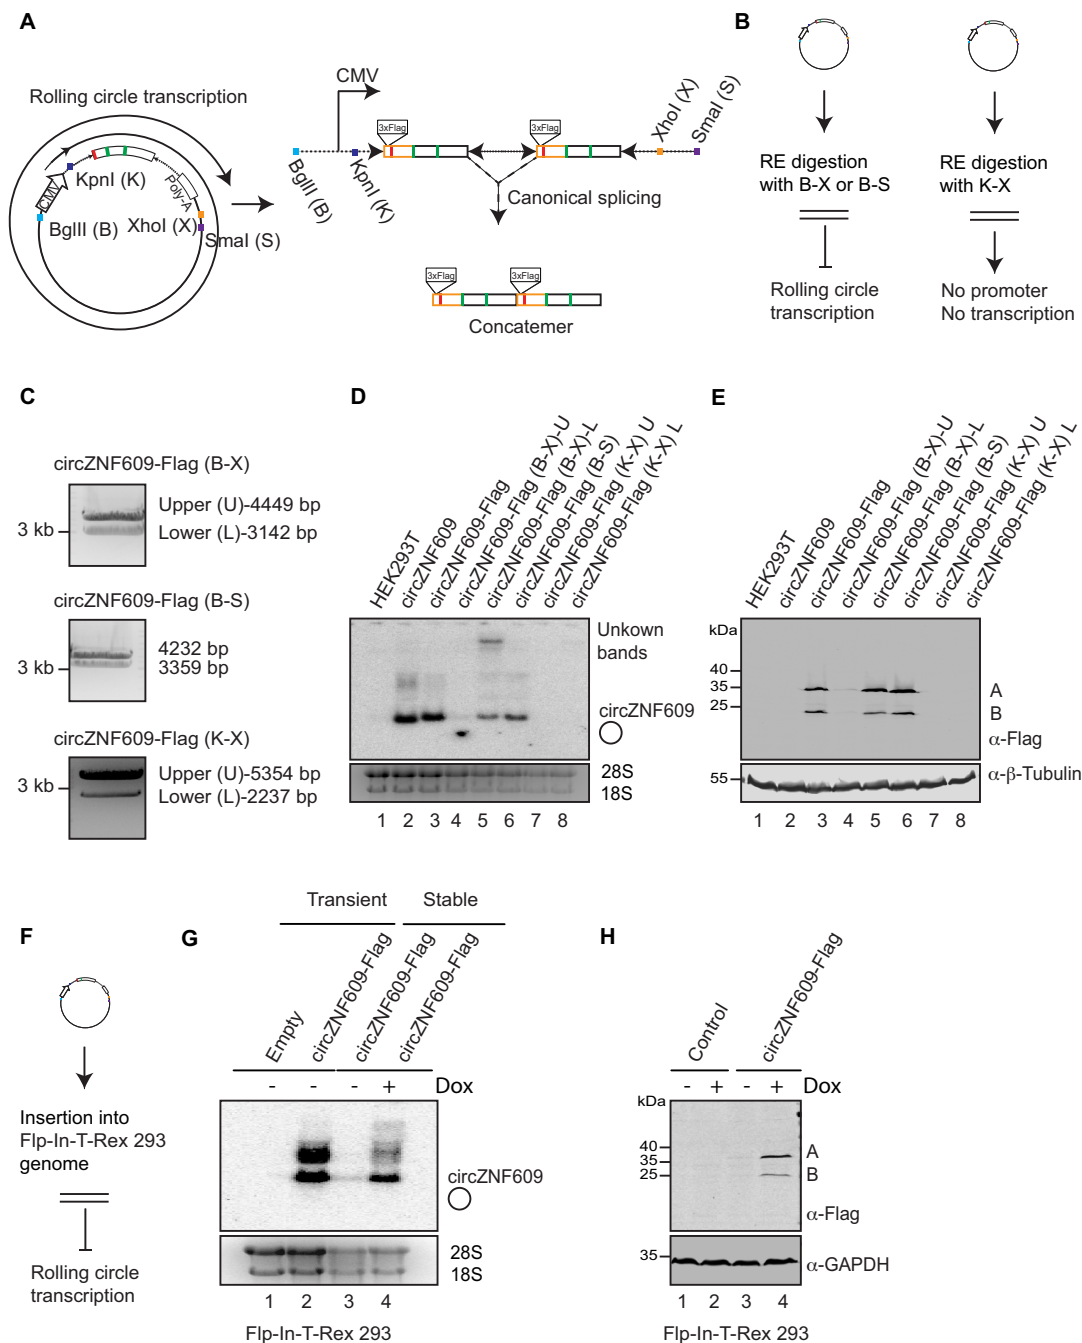 A
Rolling circle transcription
CMV
KpnI (K)
BglII (B)
Poly-A
XhoI (X)
SmaI (S)
CMV
3xFlag
3xFlag
BglII (B)
KpnI (K)
XhoI (X)
SmaI (S)
Canonical splicing
3xFlag
3xFlag
Concatemer
B
RE digestion
with B-X or B-S
Rolling circle
transcription
RE digestion
with K-X
No promoter
No transcription
C
circZNF609-Flag (B-X)
3 kb
Upper (U)-4449 bp
Lower (L)-3142 bp
circZNF609-Flag (B-S)
3 kb
4232 bp
3359 bp
circZNF609-Flag (K-X)
3 kb
Upper (U)-5354 bp
Lower (L)-2237 bp
D
HEK293T
circZNF609
circZNF609-Flag
circZNF609-Flag (B-X)-U
circZNF609-Flag (B-X)-L
circZNF609-Flag (B-S)
circZNF609-Flag (K-X) U
circZNF609-Flag (K-X) L
Unkown
bands
circZNF609
28S
18S
1 2 3 4 5 6 7 8
E
HEK293T
circZNF609
circZNF609-Flag
circZNF609-Flag (B-X)-U
circZNF609-Flag (B-X)-L
circZNF609-Flag (B-S)
circZNF609-Flag (K-X) U
circZNF609-Flag (K-X) L
kDa
40
35
25
A
B
α-Flag
55
α-β-Tubulin
1 2 3 4 5 6 7 8
F
Insertion into
Flp-In-T-Rex 293
genome
Rolling circle
transcription
G
Transient
Stable
Empty
circZNF609-Flag
circZNF609-Flag
circZNF609-Flag
- - - + Dox
circZNF609
28S
18S
1 2 3 4
Flp-In-T-Rex 293
H
Control
circZNF609-Flag
- + - + Dox
kDa
40
35
25
A
B
α-Flag
35
α-GAPDH
1 2 3 4
Flp-In-T-Rex 293